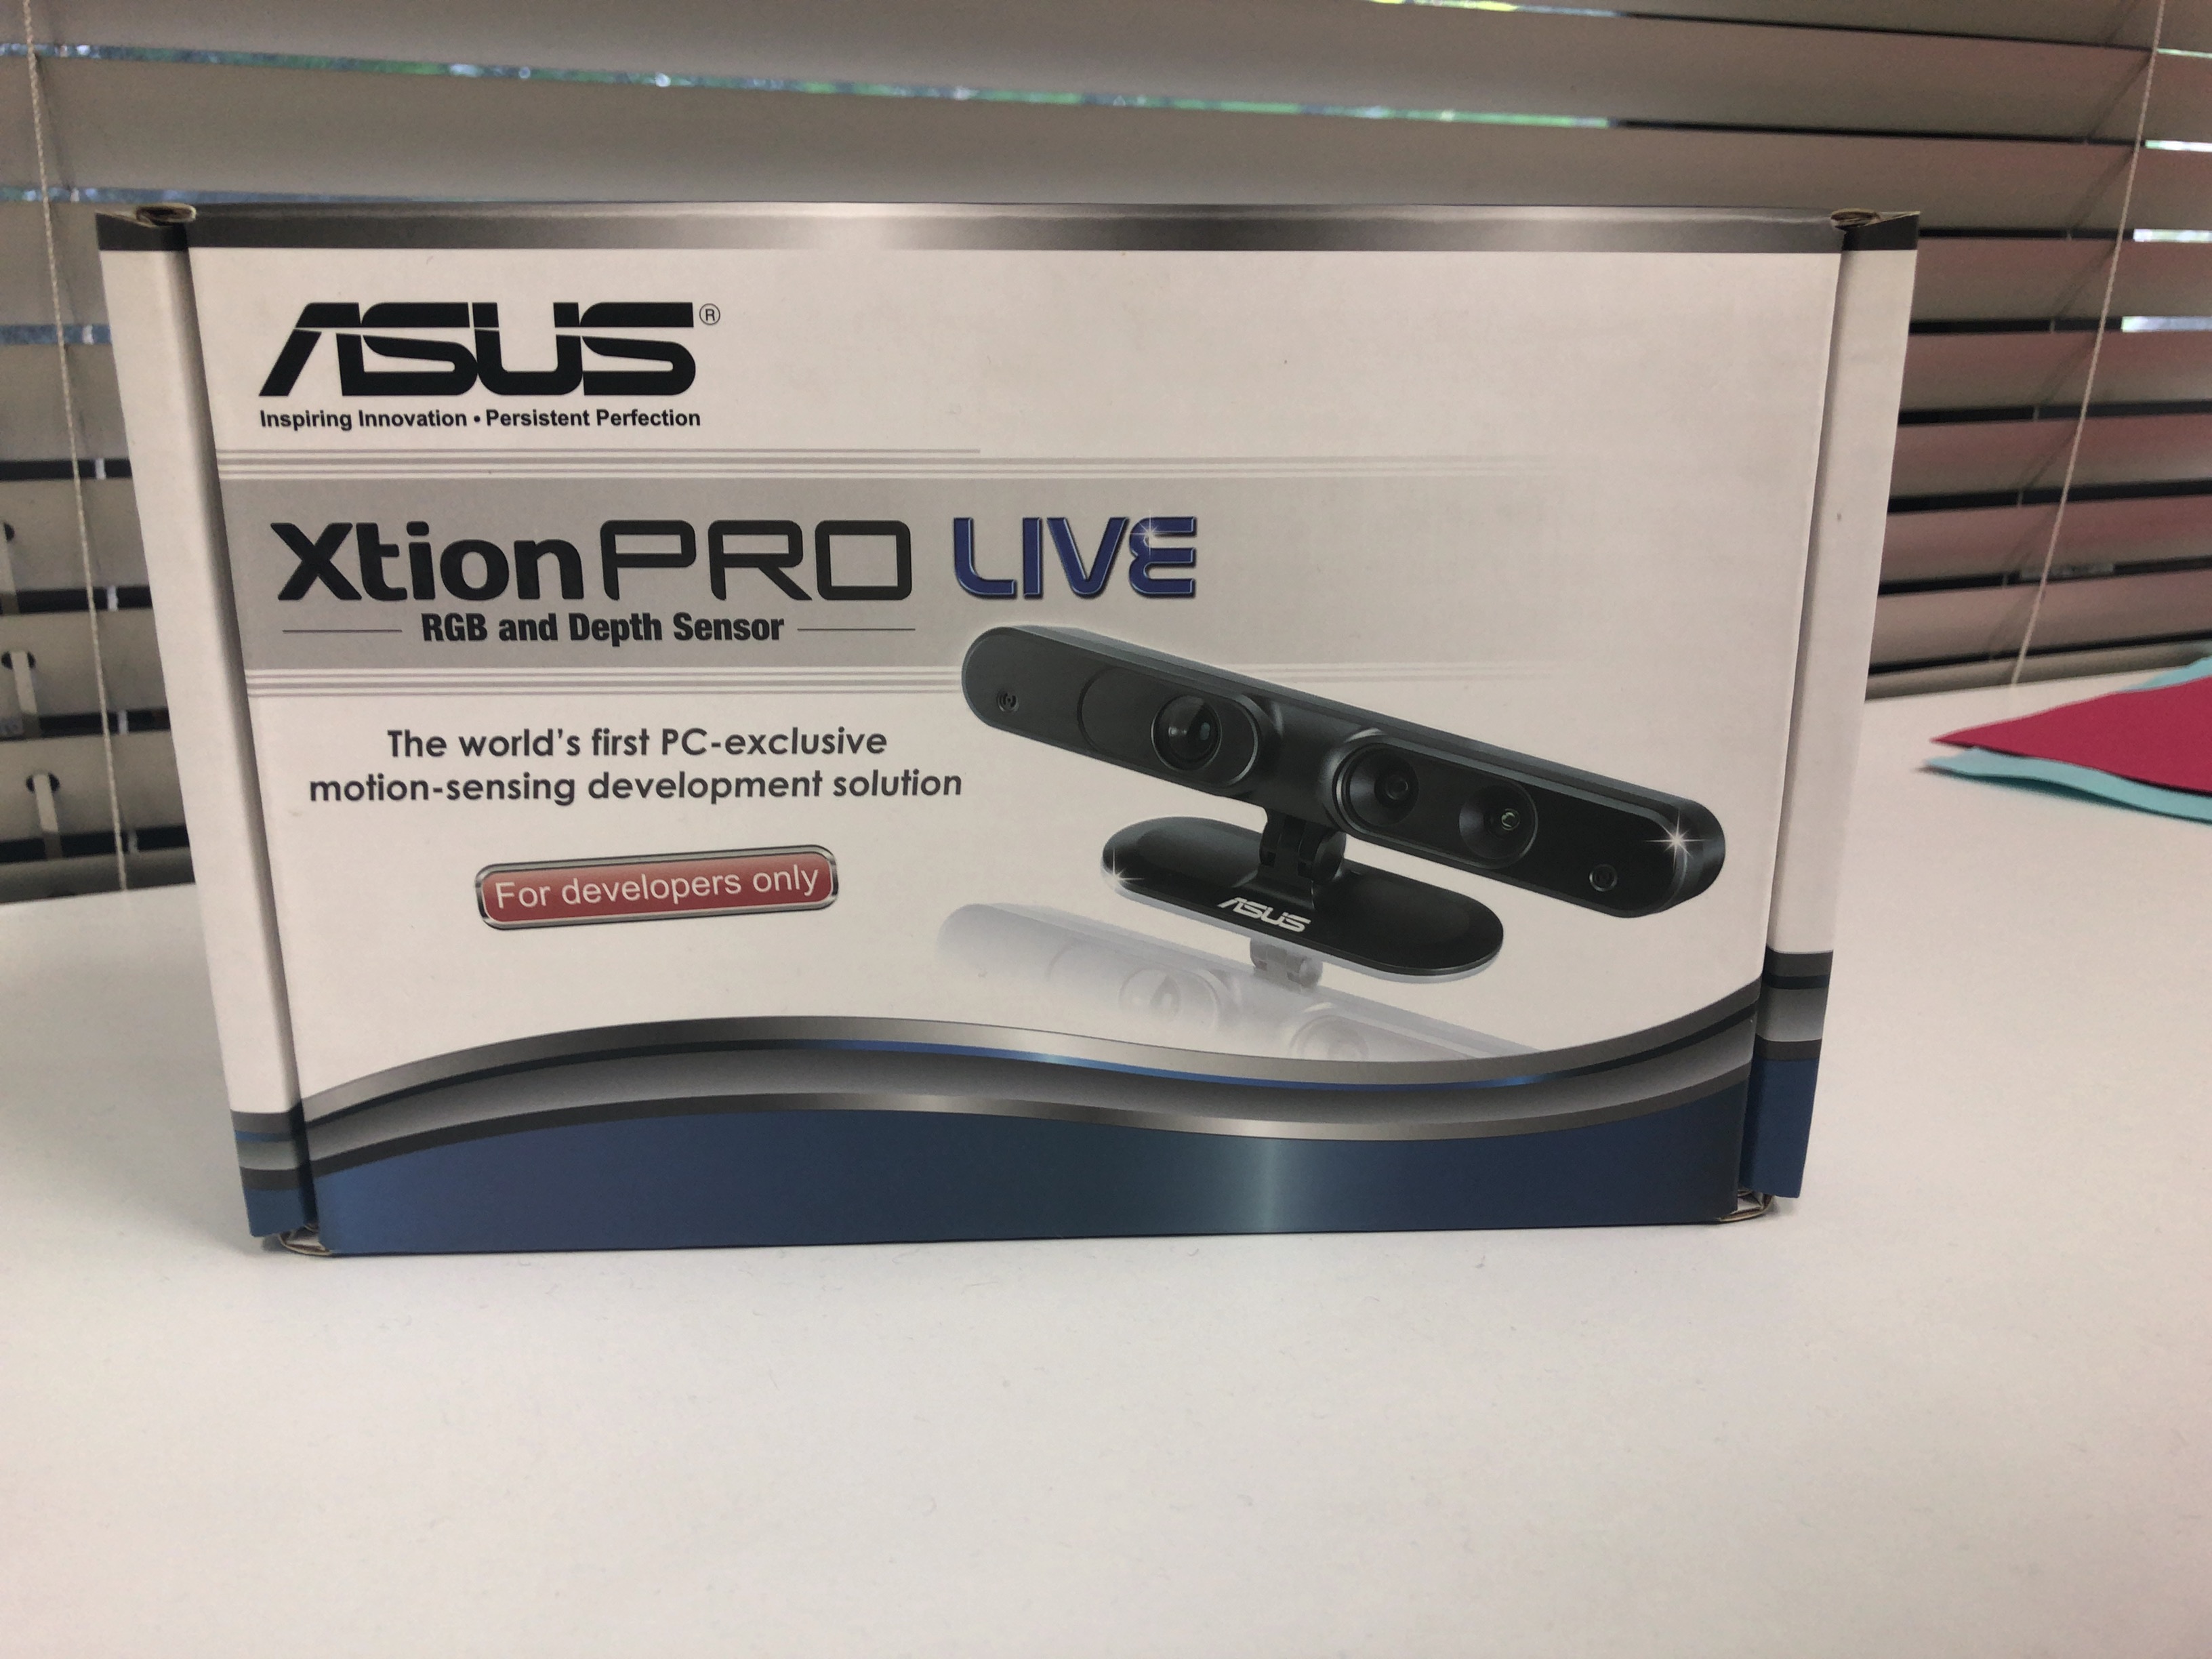 ASUS®
Inspiring Innovation • Persistent Perfection
Xtion PRO LIVE
RGB and Depth Sensor
The world's first PC-exclusive
motion-sensing development solution
For developers only
ASUS